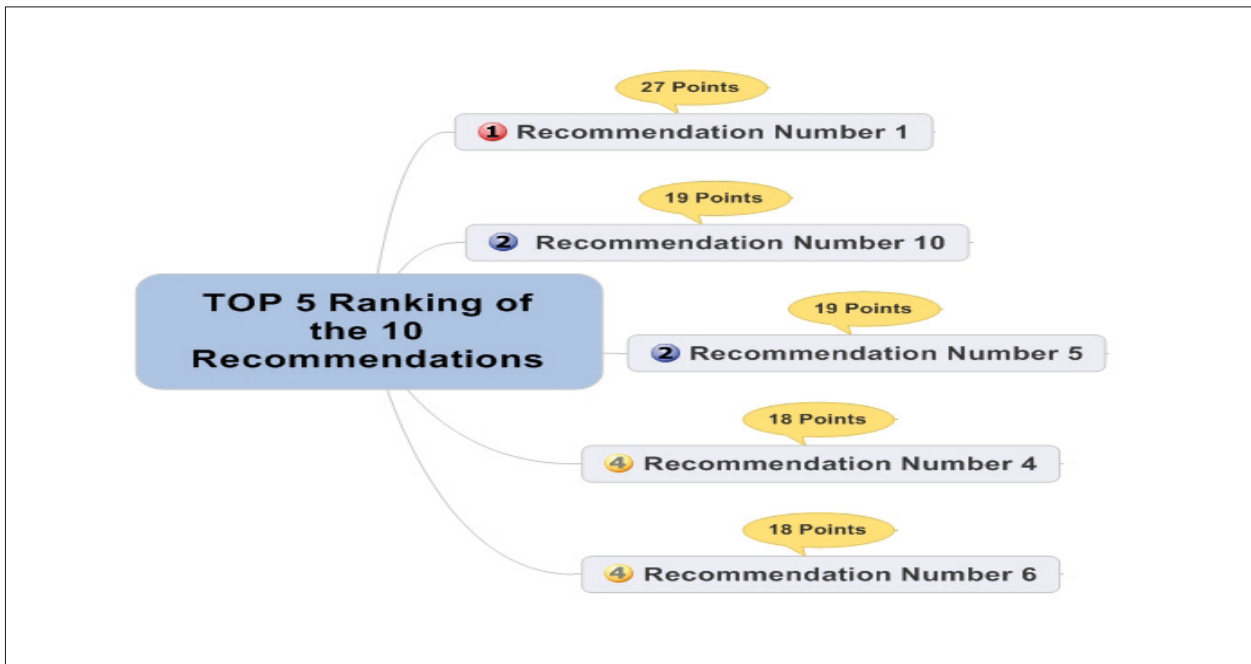 27 Points
1 Recommendation Number 1
19 Points
2 Recommendation Number 10
TOP 5 Ranking of
the 10
Recommendations
19 Points
2 Recommendation Number 5
18 Points
4 Recommendation Number 4
18 Points
4 Recommendation Number 6